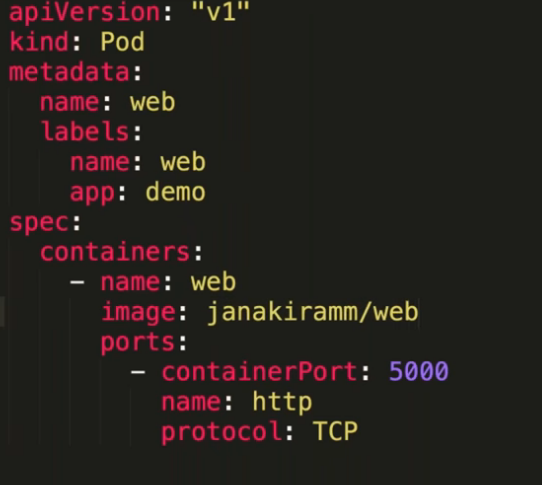 apiVersion: "v1"
kind: Pod
metadata:
  name: web
  labels:
    name: web
    app: demo
spec:
  containers:
    - name: web
      image: janakiramm/web
      ports:
        - containerPort: 5000
          name: http
          protocol: TCP